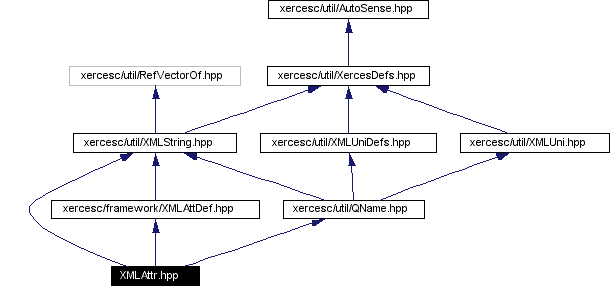 xercesc/util/AutoSense.hpp
xercesc/util/RefVectorOf.hpp
xercesc/util/XercesDefs.hpp
xercesc/util/XMLString.hpp
xercesc/util/XMLUniDefs.hpp
xercesc/util/XMLUni.hpp
xercesc/framework/XMLAttDef.hpp
xercesc/util/QName.hpp
XMLAttr.hpp